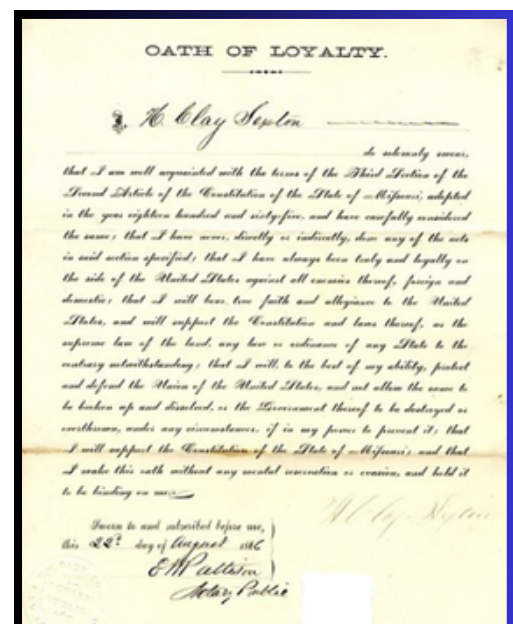 OATH OF LOYALTY.
I, H. Clay Sexton
do solemnly swear,
that I am well acquainted with the terms of the Third Section of the
Second Article of the Constitution of the State of Missouri, adopted
in the year eighteen hundred and sixty-five, and have carefully considered
the same; that I have never, directly or indirectly, done any of the acts
in said section specified; that I have always been truly and loyally on
the side of the United States against all enemies thereof, foreign and
domestic; that I will bear true faith and allegiance to the United
States, and will support the Constitution and laws thereof, as the
supreme law of the land, any law or ordinance of any State to the
contrary notwithstanding; that I will, to the best of my ability, protect
and defend the Union of the United States, and not allow the same to
be broken up and dissolved, or the Government thereof to be destroyed or
overthrown, under any circumstances, if in my power to prevent it; that
I will support the Constitution of the State of Missouri; and that
I make this oath without any mental reservation or evasion, and hold it
to be binding on me.
H Clay Sexton
Sworn to and subscribed before me,
this 22d day of August 1866
E Pattison
Notary Public